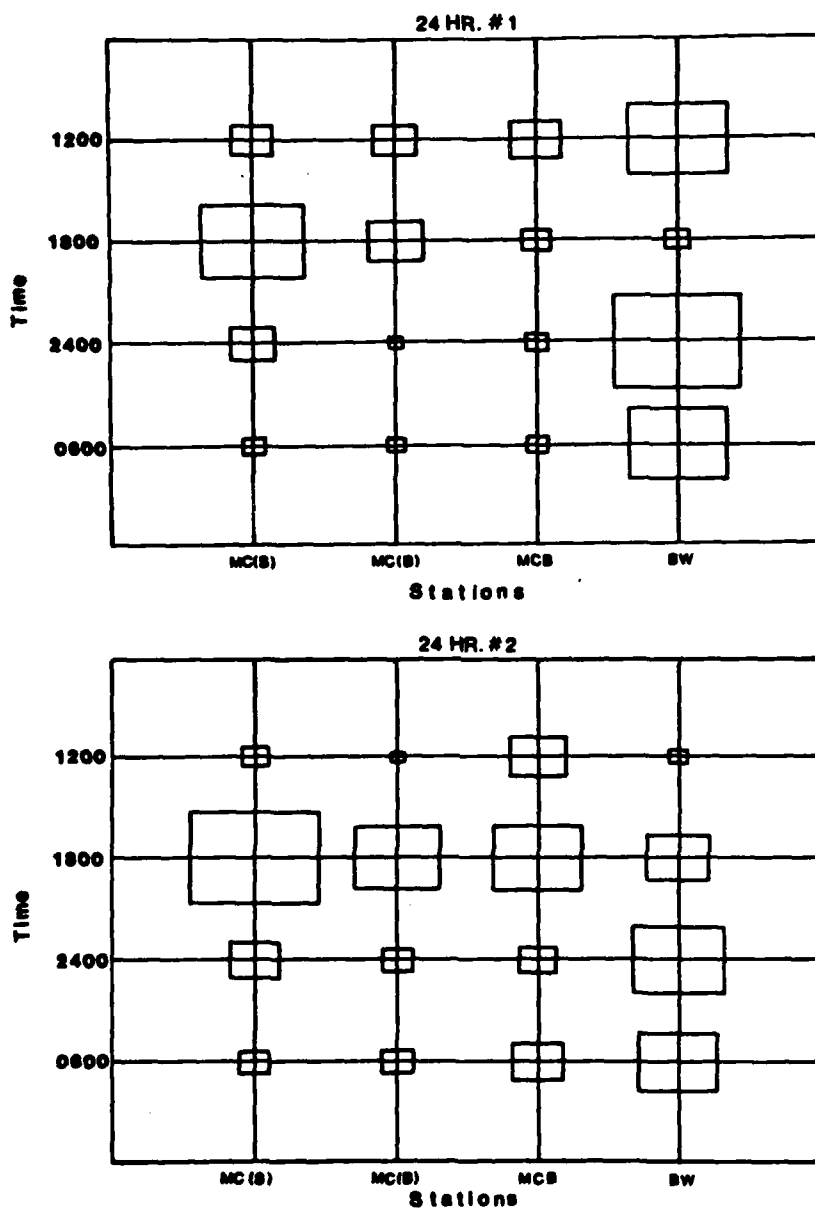 24 HR. #1
1200
1800
2400
0600
Time
MC(S)
MC(B)
MCB
BW
Stations
24 HR. #2
1200
1800
2400
0600
Time
MC(S)
MC(B)
MCB
BW
Stations